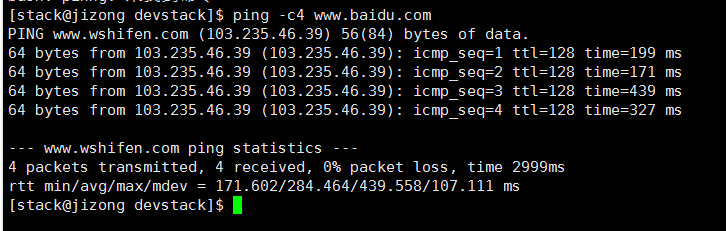 [stack@jizong devstack]$ ping -c4 www.baidu.com
PING www.wshifen.com (103.235.46.39) 56(84) bytes of data.
64 bytes from 103.235.46.39 (103.235.46.39): icmp_seq=1 ttl=128 time=199 ms
64 bytes from 103.235.46.39 (103.235.46.39): icmp_seq=2 ttl=128 time=171 ms
64 bytes from 103.235.46.39 (103.235.46.39): icmp_seq=3 ttl=128 time=439 ms
64 bytes from 103.235.46.39 (103.235.46.39): icmp_seq=4 ttl=128 time=327 ms
--- www.wshifen.com ping statistics ---
4 packets transmitted, 4 received, 0% packet loss, time 2999ms
rtt min/avg/max/mdev = 171.602/284.464/439.558/107.111 ms
[stack@jizong devstack]$